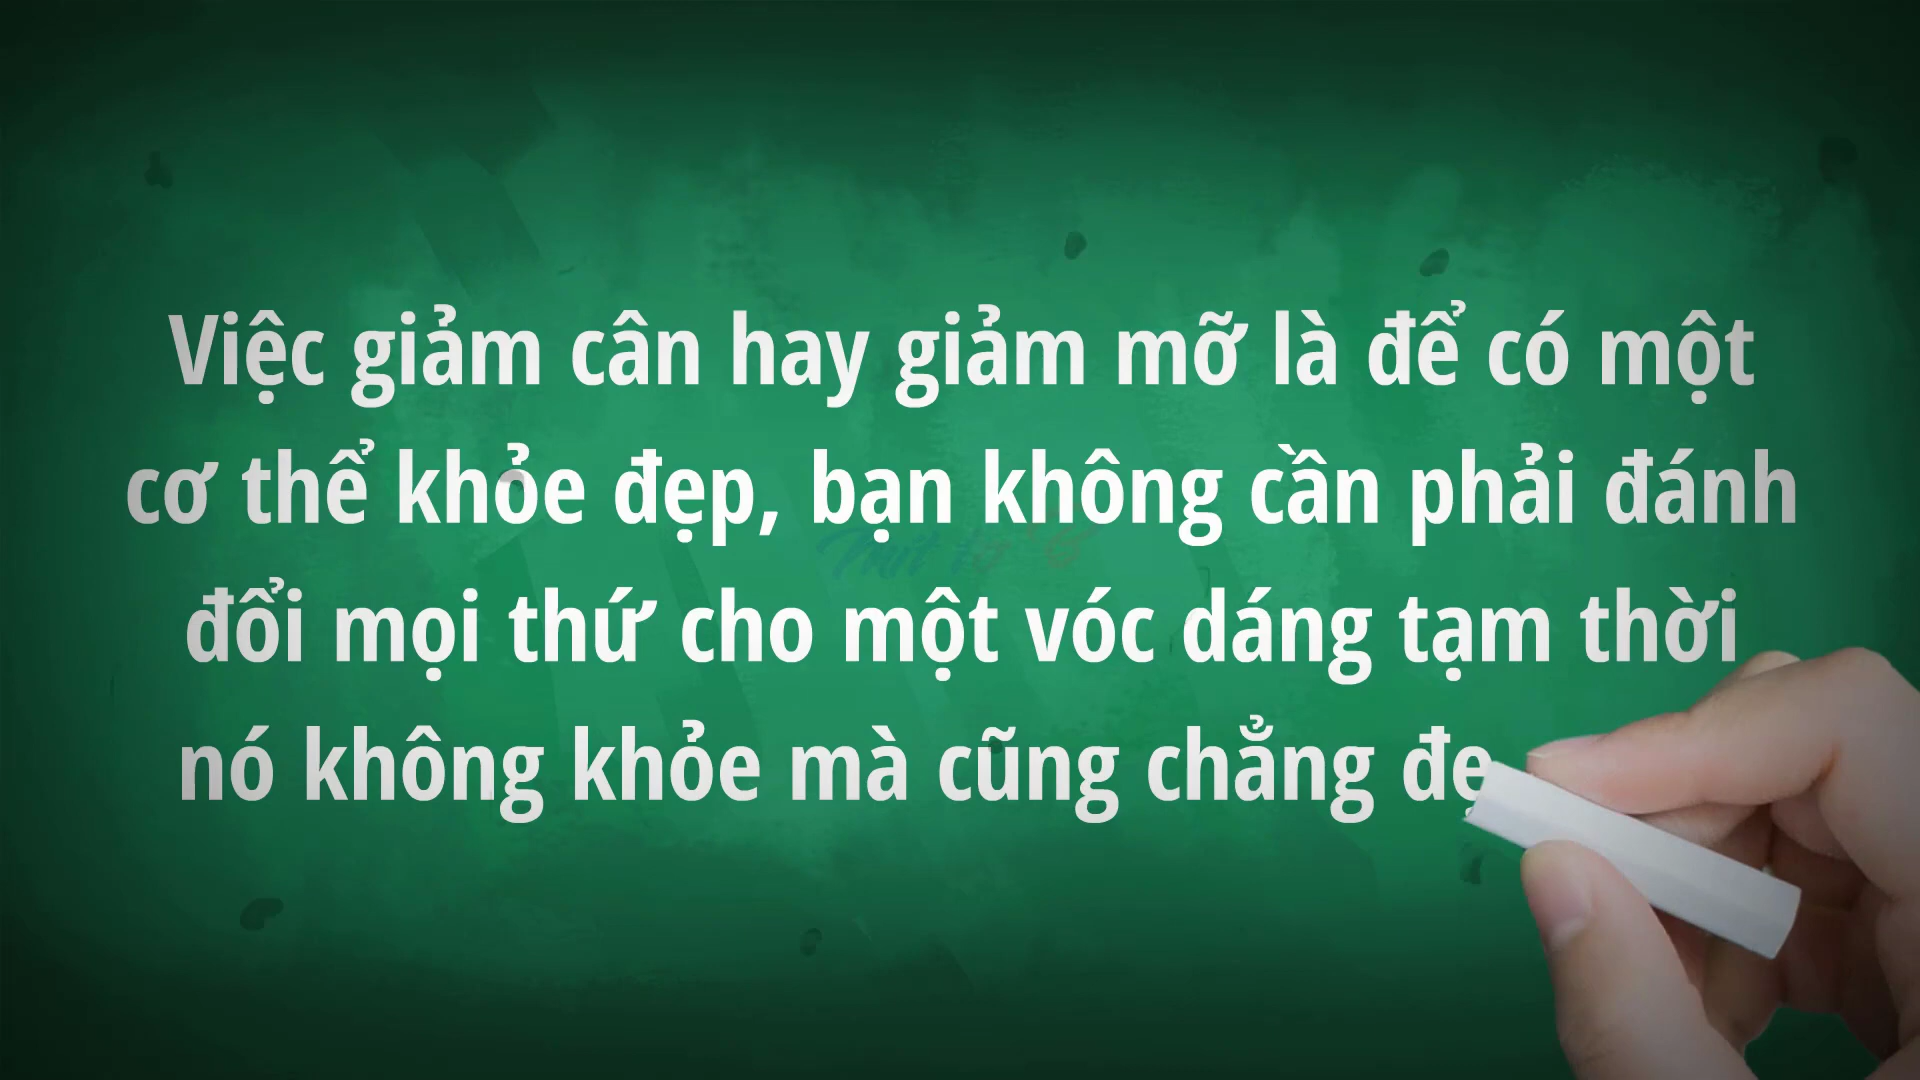 Việc giảm cân hay giảm mỡ là để có một
cơ thể khỏe đẹp, bạn không cần phải đánh
đổi mọi thứ cho một vóc dáng tạm thời
nó không khỏe mà cũng chẳng đẹ